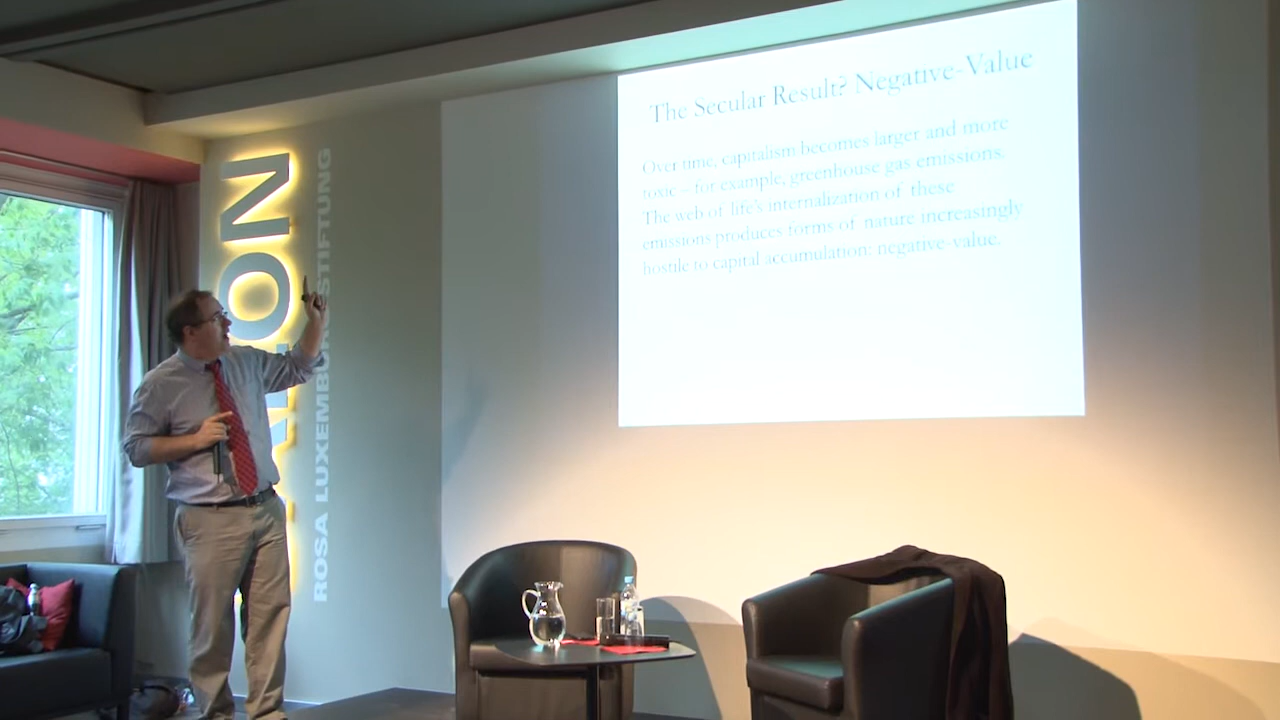 SALON
ROSA LUXEMBURG STIFTUNG
The Secular Result? Negative-Value
Over time, capitalism becomes larger and more
toxic – for example, greenhouse gas emissions.
The web of life's internalization of these
emissions produces forms of nature increasingly
hostile to capital accumulation: negative-value.